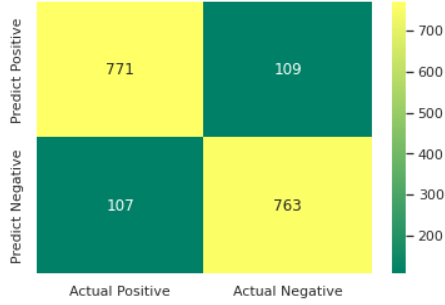 Predict Positive
771
109
Predict Negative
107
763
Actual Positive
Actual Negative
700
600
500
400
300
200